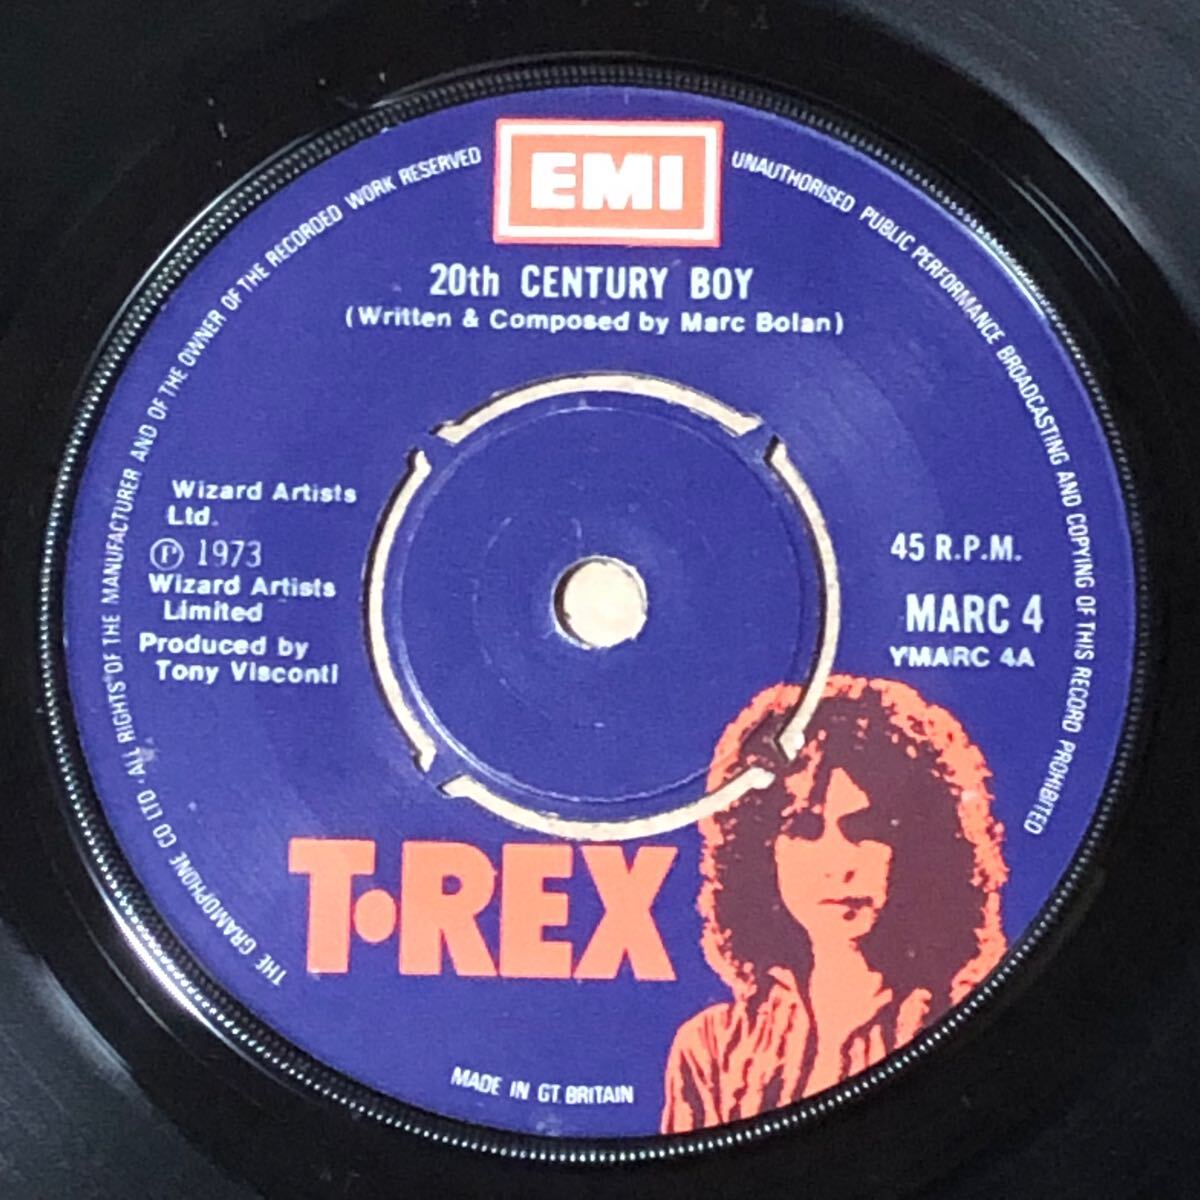 EMI
20th CENTURY BOY
(Written & Composed by Marc Bolan)
Wizard Artists
Ltd.
Ⓟ 1973
Wizard Artists
Limited
Produced by
Tony Visconti
45 R.P.M.
MARC 4
YMARC 4A
T·REX
MADE IN GT. BRITAIN
THE GRAMOPHONE CO LTD · ALL RIGHTS OF THE MANUFACTURER AND OF THE OWNER OF THE RECORDED WORK RESERVED
UNAUTHORISED PUBLIC PERFORMANCE BROADCASTING AND COPYING OF THIS RECORD PROHIBITED